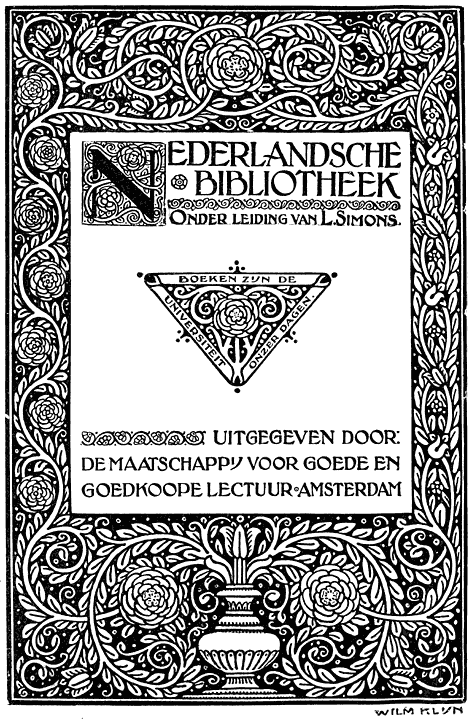 NEDERLANDSCHE
BIBLIOTHEEK
ONDER LEIDING VAN L. SIMONS.
BOEKEN ZIJN DE
UNIVERSITEIT
ONZER DAGEN.
UITGEGEVEN DOOR:
DE MAATSCHAPPIJ VOOR GOEDE EN
GOEDKOOPE LECTUUR • AMSTERDAM
WILM KLIJN